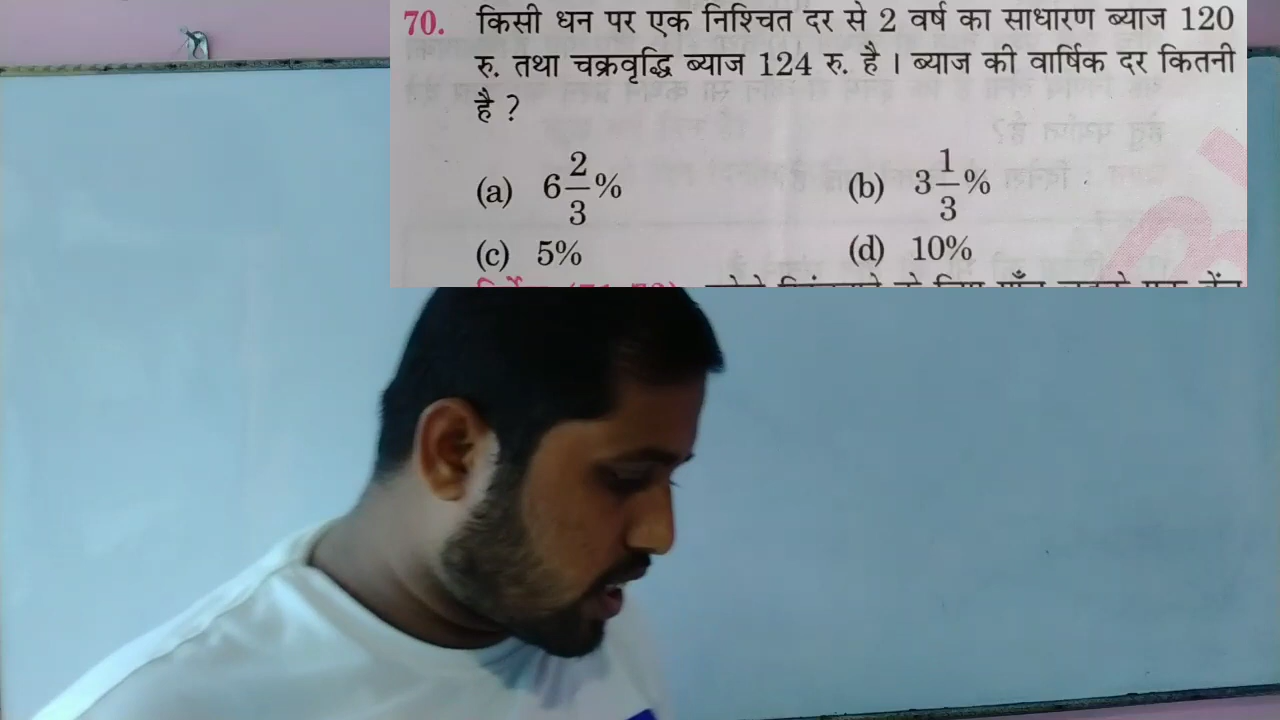 70. किसी धन पर एक निश्चित दर से 2 वर्ष का साधारण ब्याज 120
रु. तथा चक्रवृद्धि ब्याज 124 रु. है । ब्याज की वार्षिक दर कितनी
है ?
(a) 6 2/3 % (b) 3 1/3 %
(c) 5% (d) 10%